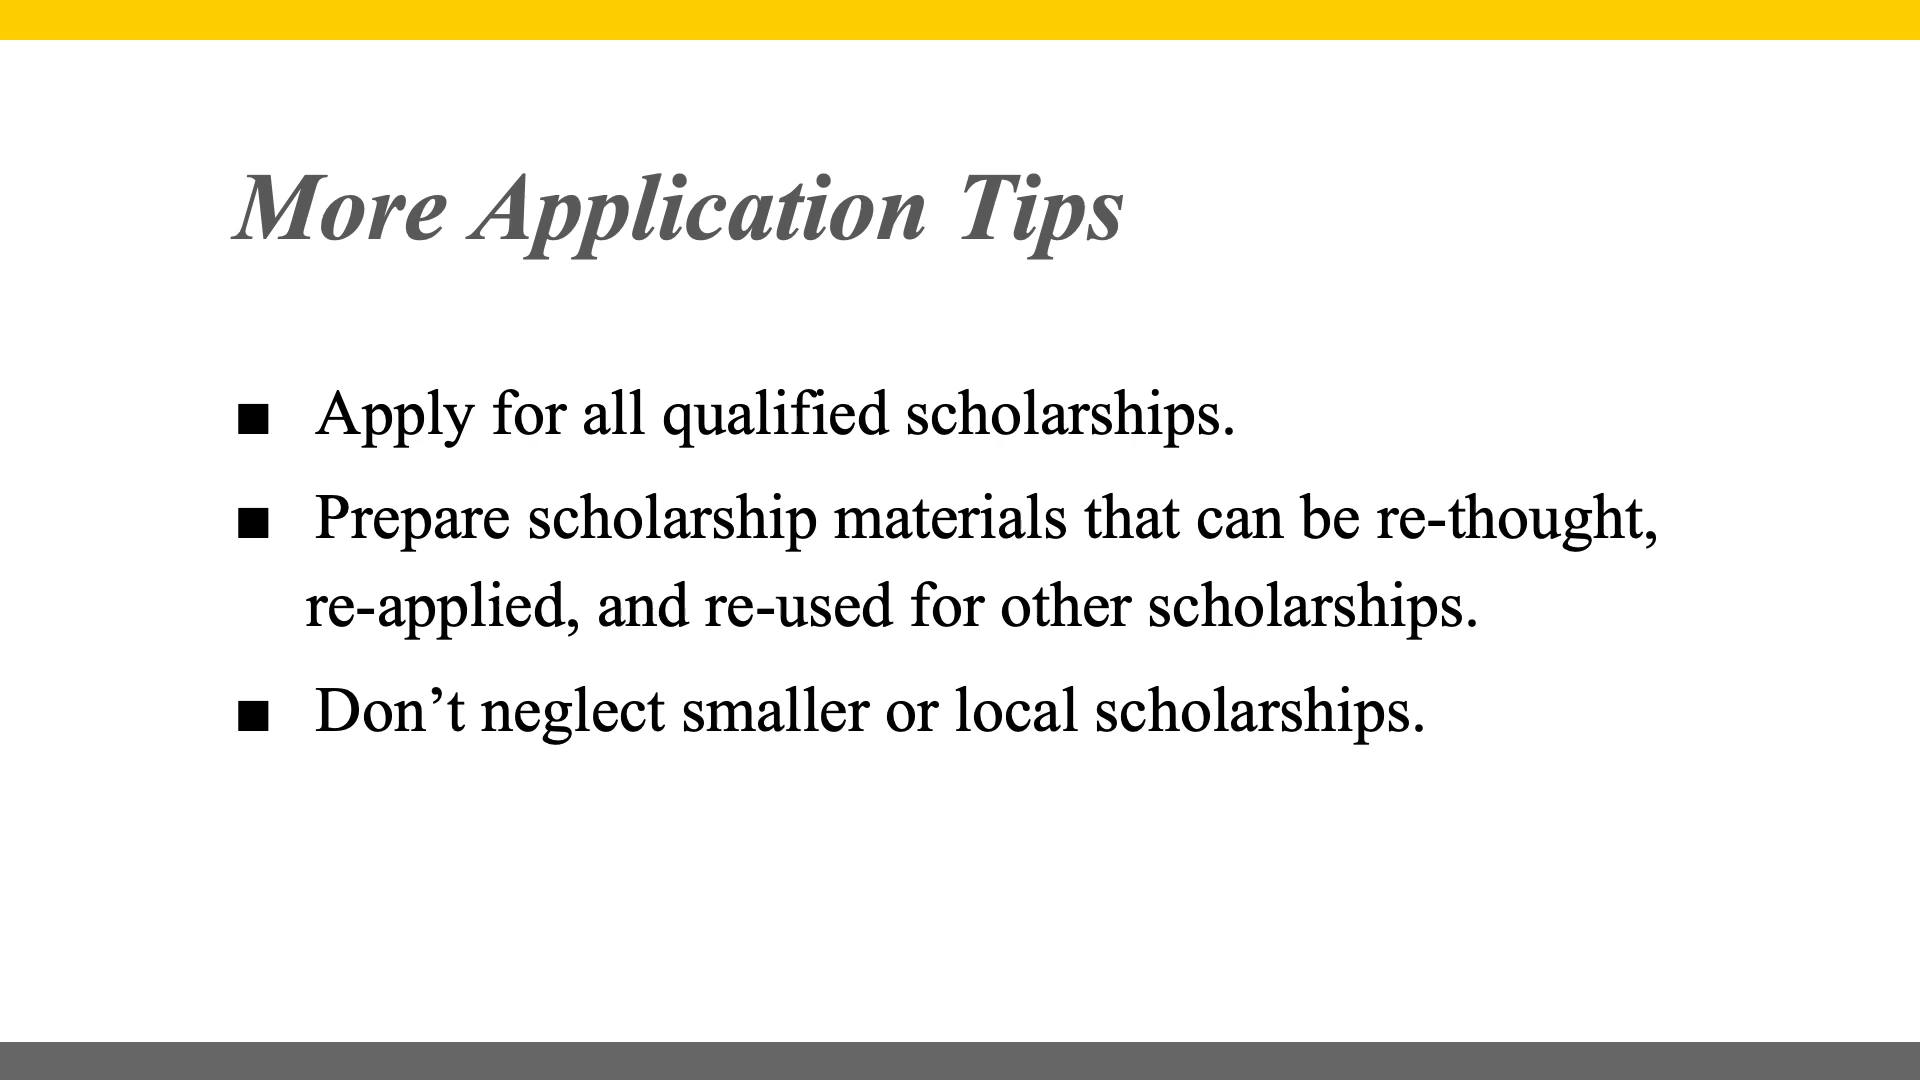 More Application Tips
■ Apply for all qualified scholarships.
■ Prepare scholarship materials that can be re-thought,
re-applied, and re-used for other scholarships.
■ Don’t neglect smaller or local scholarships.